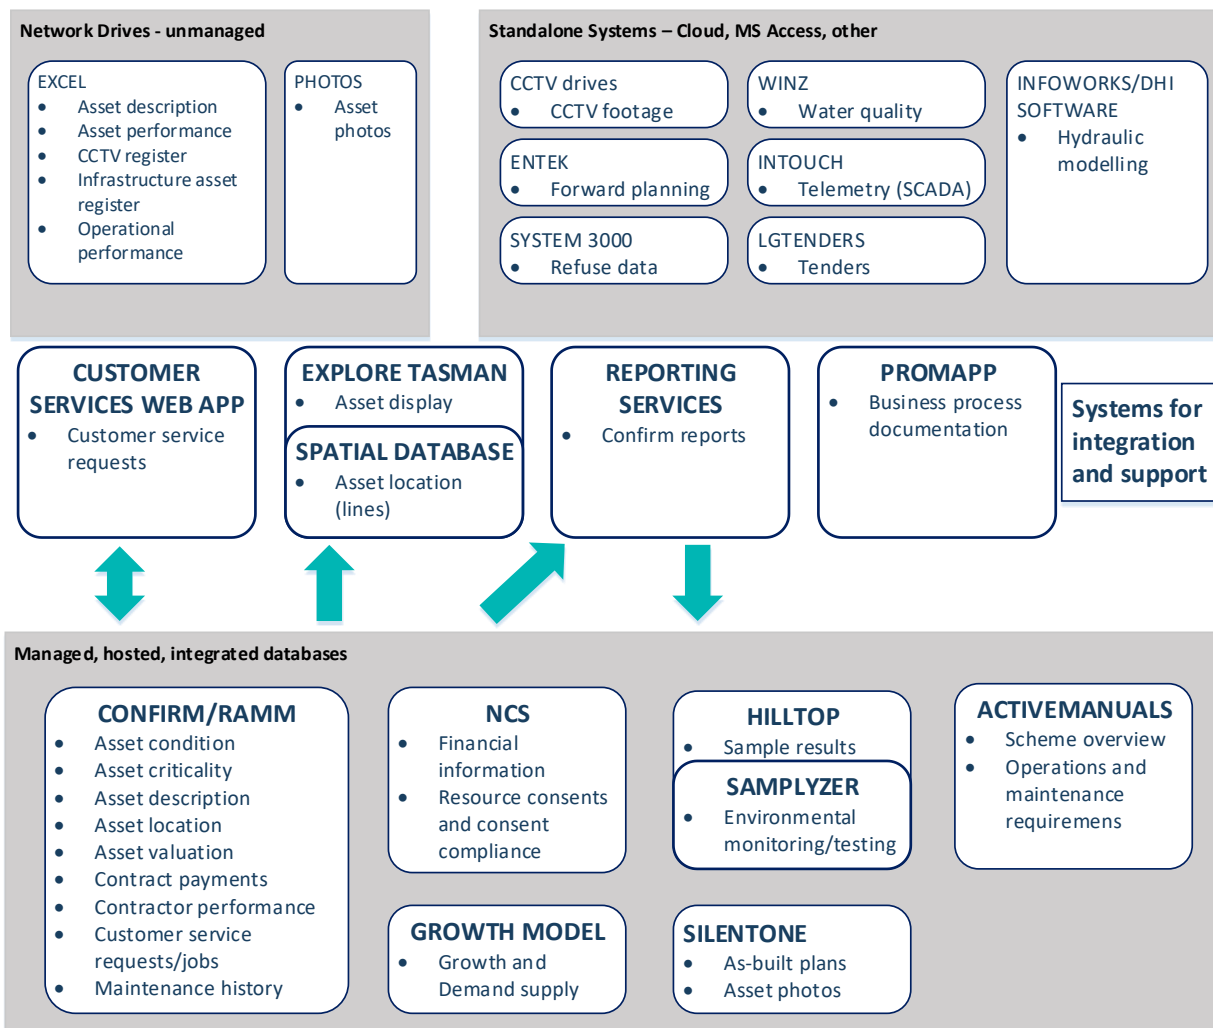 Network Drives - unmanaged
EXCEL
• Asset description
• Asset performance
• CCTV register
• Infrastructure asset
register
• Operational
performance
PHOTOS
• Asset
photos
Standalone Systems – Cloud, MS Access, other
CCTV drives
• CCTV footage
WINZ
• Water quality
INFOWORKS/DHI
SOFTWARE
• Hydraulic
modelling
ENTEK
• Forward planning
INTOUCH
• Telemetry (SCADA)
SYSTEM 3000
• Refuse data
LGTENDERS
• Tenders
CUSTOMER
SERVICES WEB APP
• Customer service
requests
EXPLORE TASMAN
• Asset display
SPATIAL DATABASE
• Asset location
(lines)
REPORTING
SERVICES
• Confirm reports
PROMAPP
• Business process
documentation
Systems for
integration
and support
Managed, hosted, integrated databases
CONFIRM/RAMM
• Asset condition
• Asset criticality
• Asset description
• Asset location
• Asset valuation
• Contract payments
• Contractor performance
• Customer service
requests/jobs
• Maintenance history
NCS
• Financial
information
• Resource consents
and consent
compliance
HILLTOP
• Sample results
SAMPLYZER
• Environmental
monitoring/testing
ACTIVEMANUALS
• Scheme overview
• Operations and
maintenance
requiremens
GROWTH MODEL
• Growth and
Demand supply
SILENTONE
• As-built plans
• Asset photos